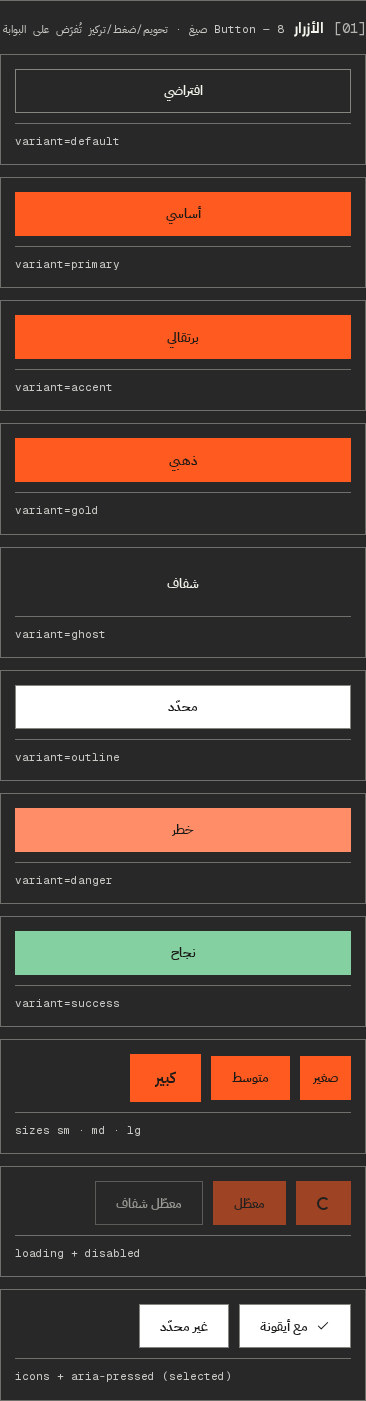 [01] الأزرار Button — 8 صيغ · تحويم/ضغط/تركيز تُفرَض على البوابة
افتراضي
variant=default
أساسي
variant=primary
برتقالي
variant=accent
ذهبي
variant=gold
شفاف
variant=ghost
محدّد
variant=outline
خطر
variant=danger
نجاح
variant=success
صغير متوسط كبير
sizes sm · md · lg
معطّل معطّل شفاف
loading + disabled
مع أيقونة غير محدّد
icons + aria-pressed (selected)